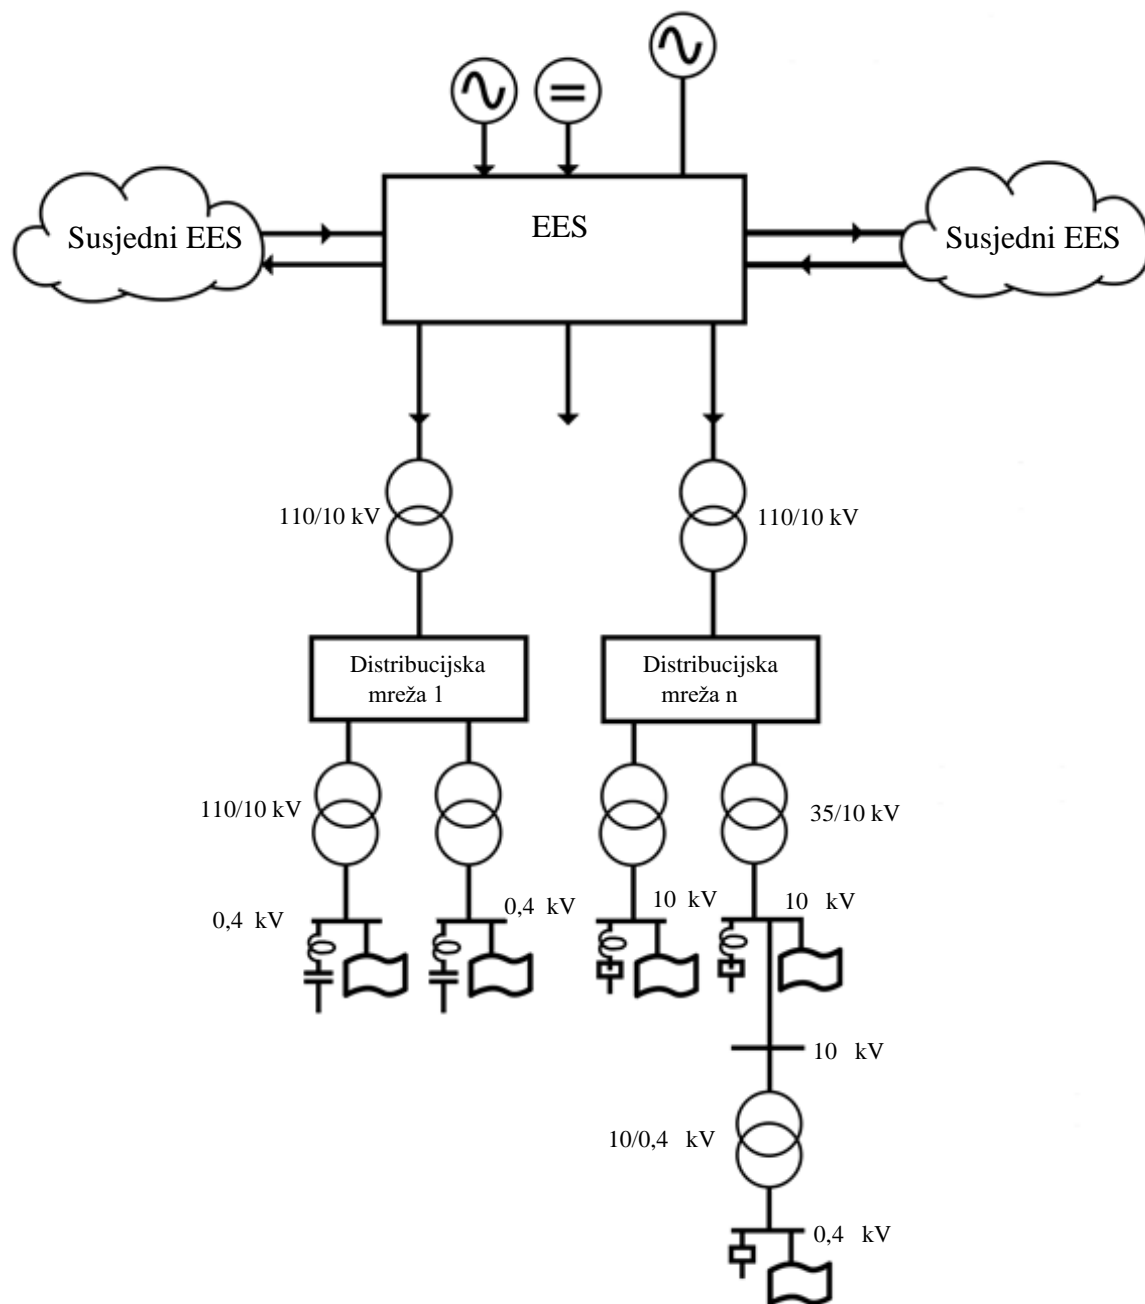 Susjedni EES
EES
Susjedni EES
110/10 kV
110/10 kV
Distribucijska
mreža 1
Distribucijska
mreža n
110/10 kV
35/10 kV
0,4 kV
0,4 kV
10 kV
10 kV
10 kV
10/0,4 kV
0,4 kV